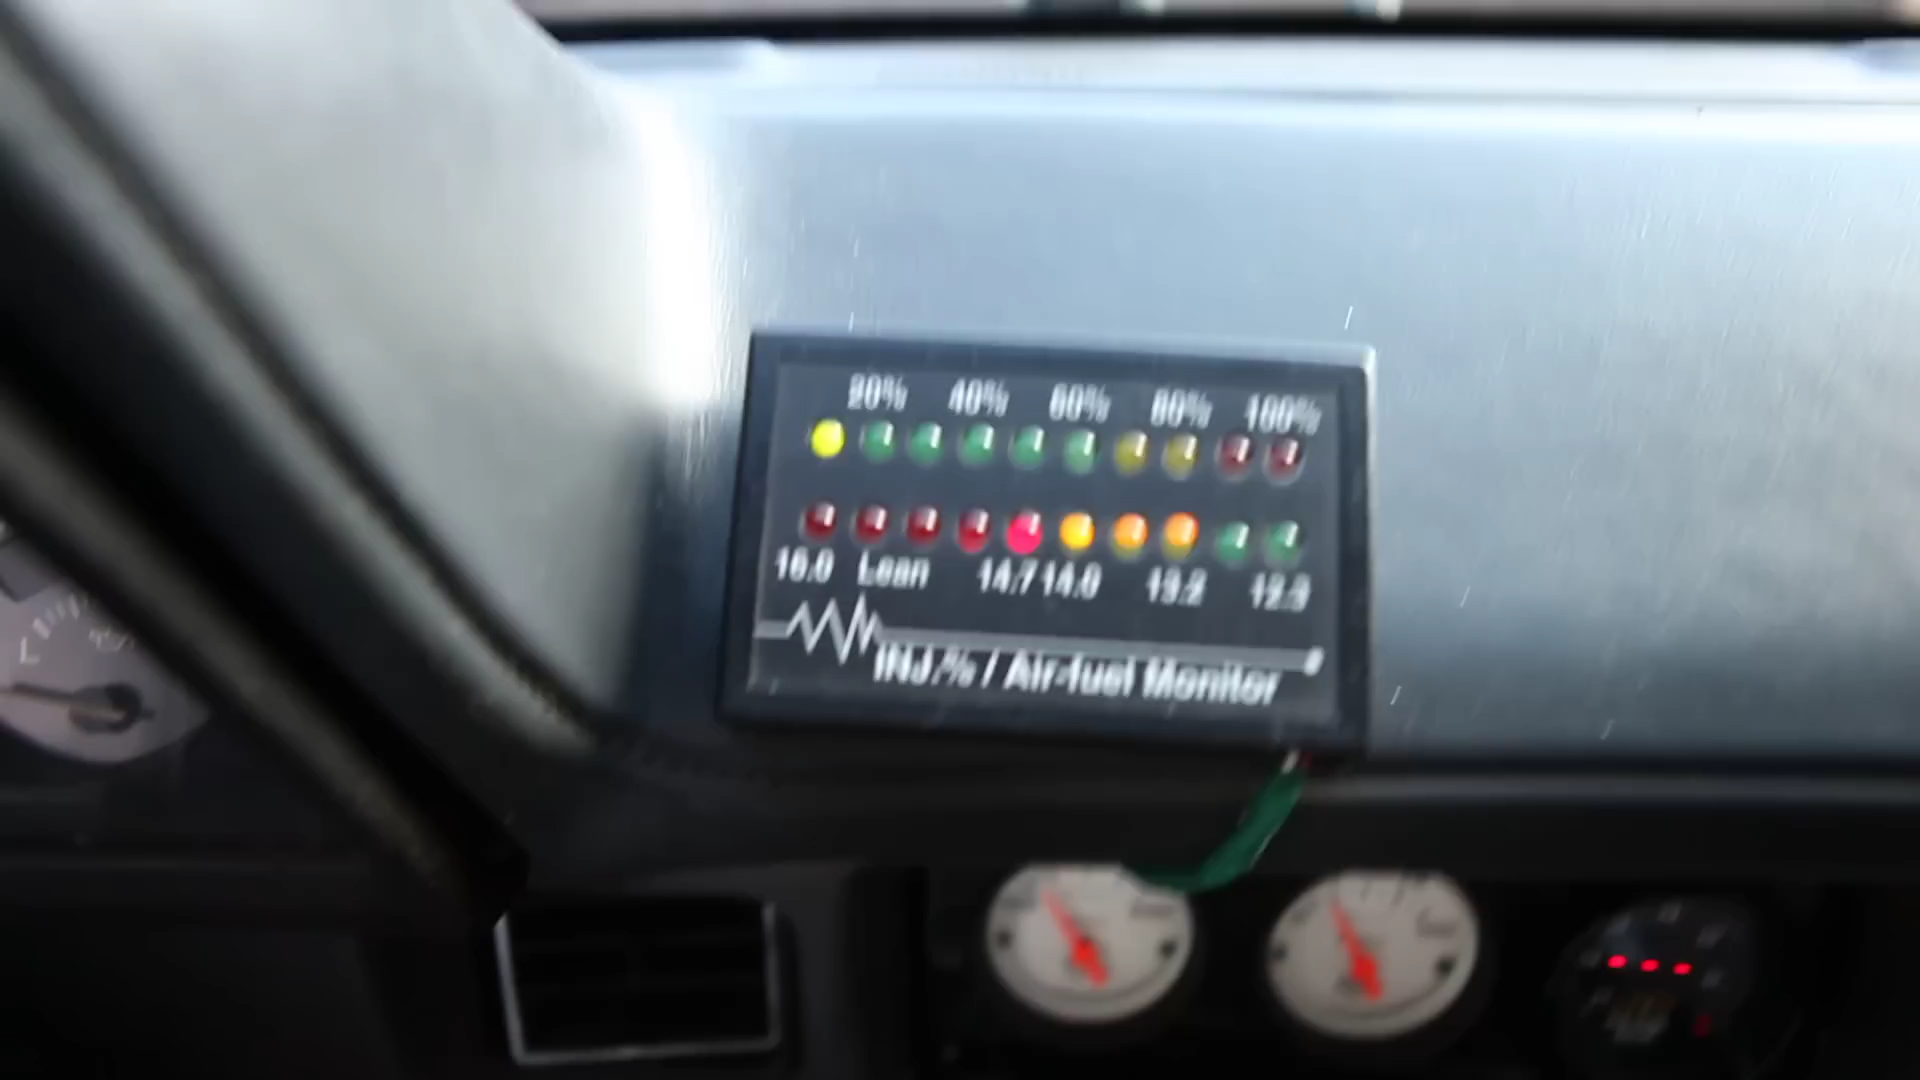 20% 40% 60% 80% 100%
16.0 Lean 14.7 14.0 13.2 12.3
INJ.% / Air-fuel Monitor
L